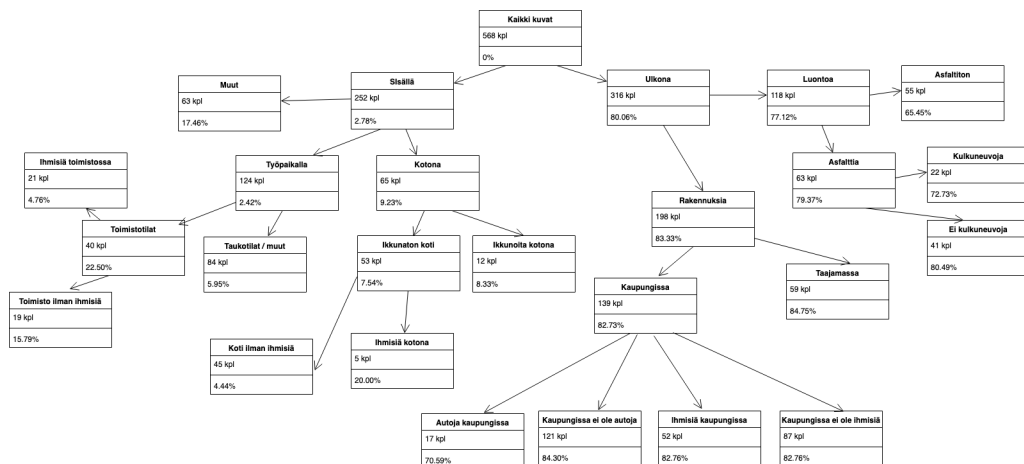 Kaikki kuvat
568 kpl
0%
Muut
63 kpl
17.46%
SIsällä
252 kpl
2.78%
Ulkona
316 kpl
80.06%
Luontoa
118 kpl
77.12%
Asfaltiton
55 kpl
65.45%
Ihmisiä toimistossa
21 kpl
4.76%
Työpaikalla
124 kpl
2.42%
Kotona
65 kpl
9.23%
Asfalttia
63 kpl
79.37%
Kulkuneuvoja
22 kpl
72.73%
Rakennuksia
198 kpl
83.33%
Toimistotilat
40 kpl
22.50%
Taukotilat / muut
84 kpl
5.95%
Ikkunaton koti
53 kpl
7.54%
Ikkunoita kotona
12 kpl
8.33%
Ei kulkuneuvoja
41 kpl
80.49%
Toimisto ilman ihmisiä
19 kpl
15.79%
Kaupungissa
139 kpl
82.73%
Taajamassa
59 kpl
84.75%
Koti ilman ihmisiä
45 kpl
4.44%
Ihmisiä kotona
5 kpl
20.00%
Autoja kaupungissa
17 kpl
70.59%
Kaupungissa ei ole autoja
121 kpl
84.30%
Ihmisiä kaupungissa
52 kpl
82.76%
Kaupungissa ei ole ihmisiä
87 kpl
82.76%